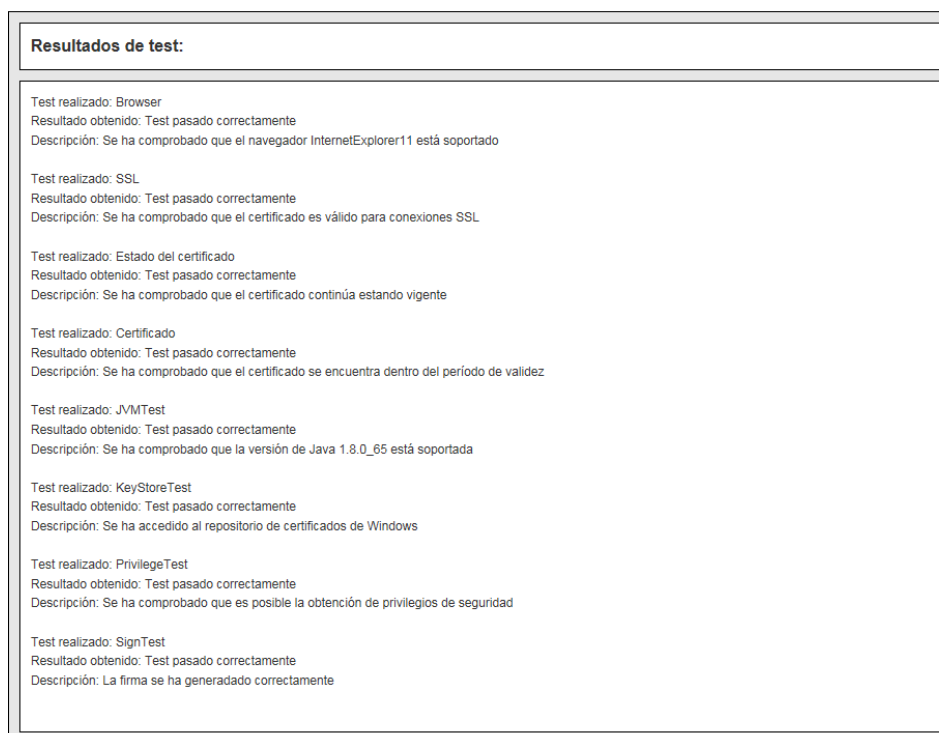 Resultados de test:
Test realizado: Browser
Resultado obtenido: Test pasado correctamente
Descripción: Se ha comprobado que el navegador InternetExplorer11 está soportado
Test realizado: SSL
Resultado obtenido: Test pasado correctamente
Descripción: Se ha comprobado que el certificado es válido para conexiones SSL
Test realizado: Estado del certificado
Resultado obtenido: Test pasado correctamente
Descripción: Se ha comprobado que el certificado continúa estando vigente
Test realizado: Certificado
Resultado obtenido: Test pasado correctamente
Descripción: Se ha comprobado que el certificado se encuentra dentro del período de validez
Test realizado: JVMTest
Resultado obtenido: Test pasado correctamente
Descripción: Se ha comprobado que la versión de Java 1.8.0_65 está soportada
Test realizado: KeyStoreTest
Resultado obtenido: Test pasado correctamente
Descripción: Se ha accedido al repositorio de certificados de Windows
Test realizado: PrivilegeTest
Resultado obtenido: Test pasado correctamente
Descripción: Se ha comprobado que es posible la obtención de privilegios de seguridad
Test realizado: SignTest
Resultado obtenido: Test pasado correctamente
Descripción: La firma se ha generadado correctamente